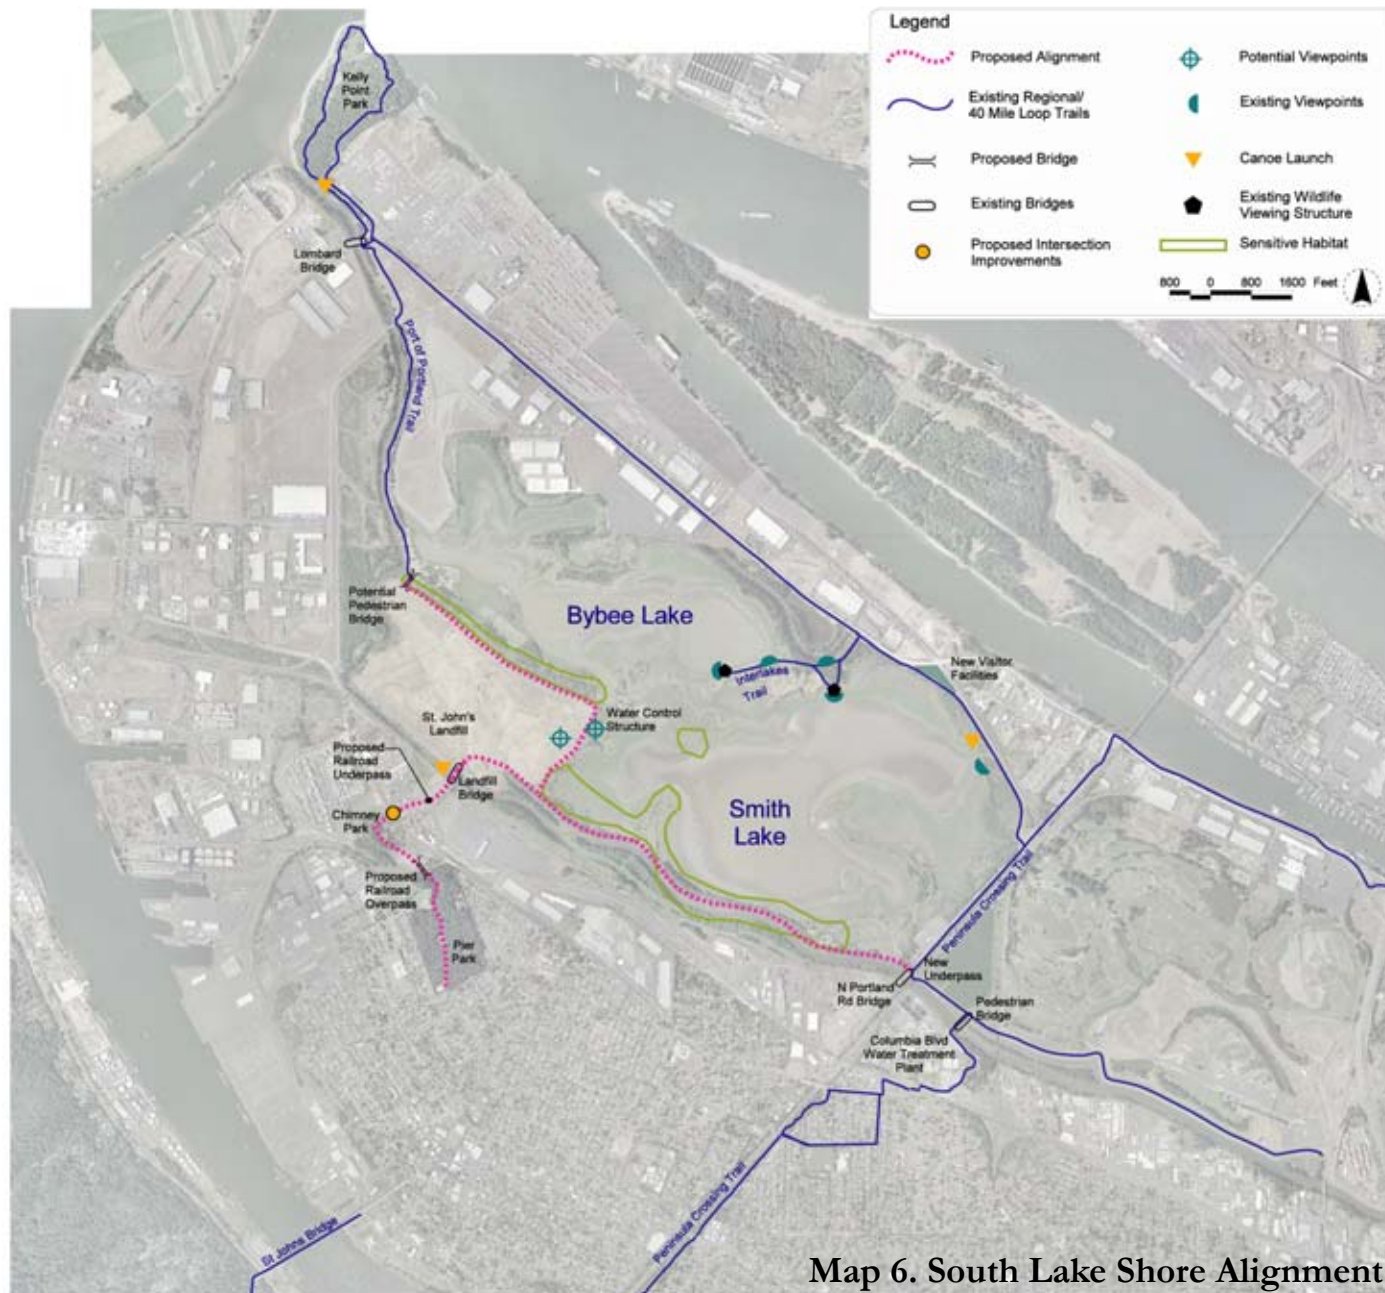 Legend
Proposed Alignment
Existing Regional/
40 Mile Loop Trails
Proposed Bridge
Existing Bridges
Proposed Intersection
Improvements
Potential Viewpoints
Existing Viewpoints
Canoe Launch
Existing Wildlife
Viewing Structure
Sensitive Habitat
800 0 800 1600 Feet
Kelly
Point
Park
Lombard
Bridge
Port of Portland Trail
Potential
Pedestrian
Bridge
Bybee Lake
Interlakes
Trail
New Visitor
Facilities
Water Control
Structure
St. John's
Landfill
Proposed
Railroad
Underpass
Landfill
Bridge
Chimney
Park
Smith
Lake
Proposed
Railroad
Overpass
Pier
Park
Peninsula Crossing Trail
New
Underpass
N Portland
Rd Bridge
Pedestrian
Bridge
Columbia Blvd
Water Treatment
Plant
Peninsula Crossing Trail
St Johns Bridge
Map 6. South Lake Shore Alignment